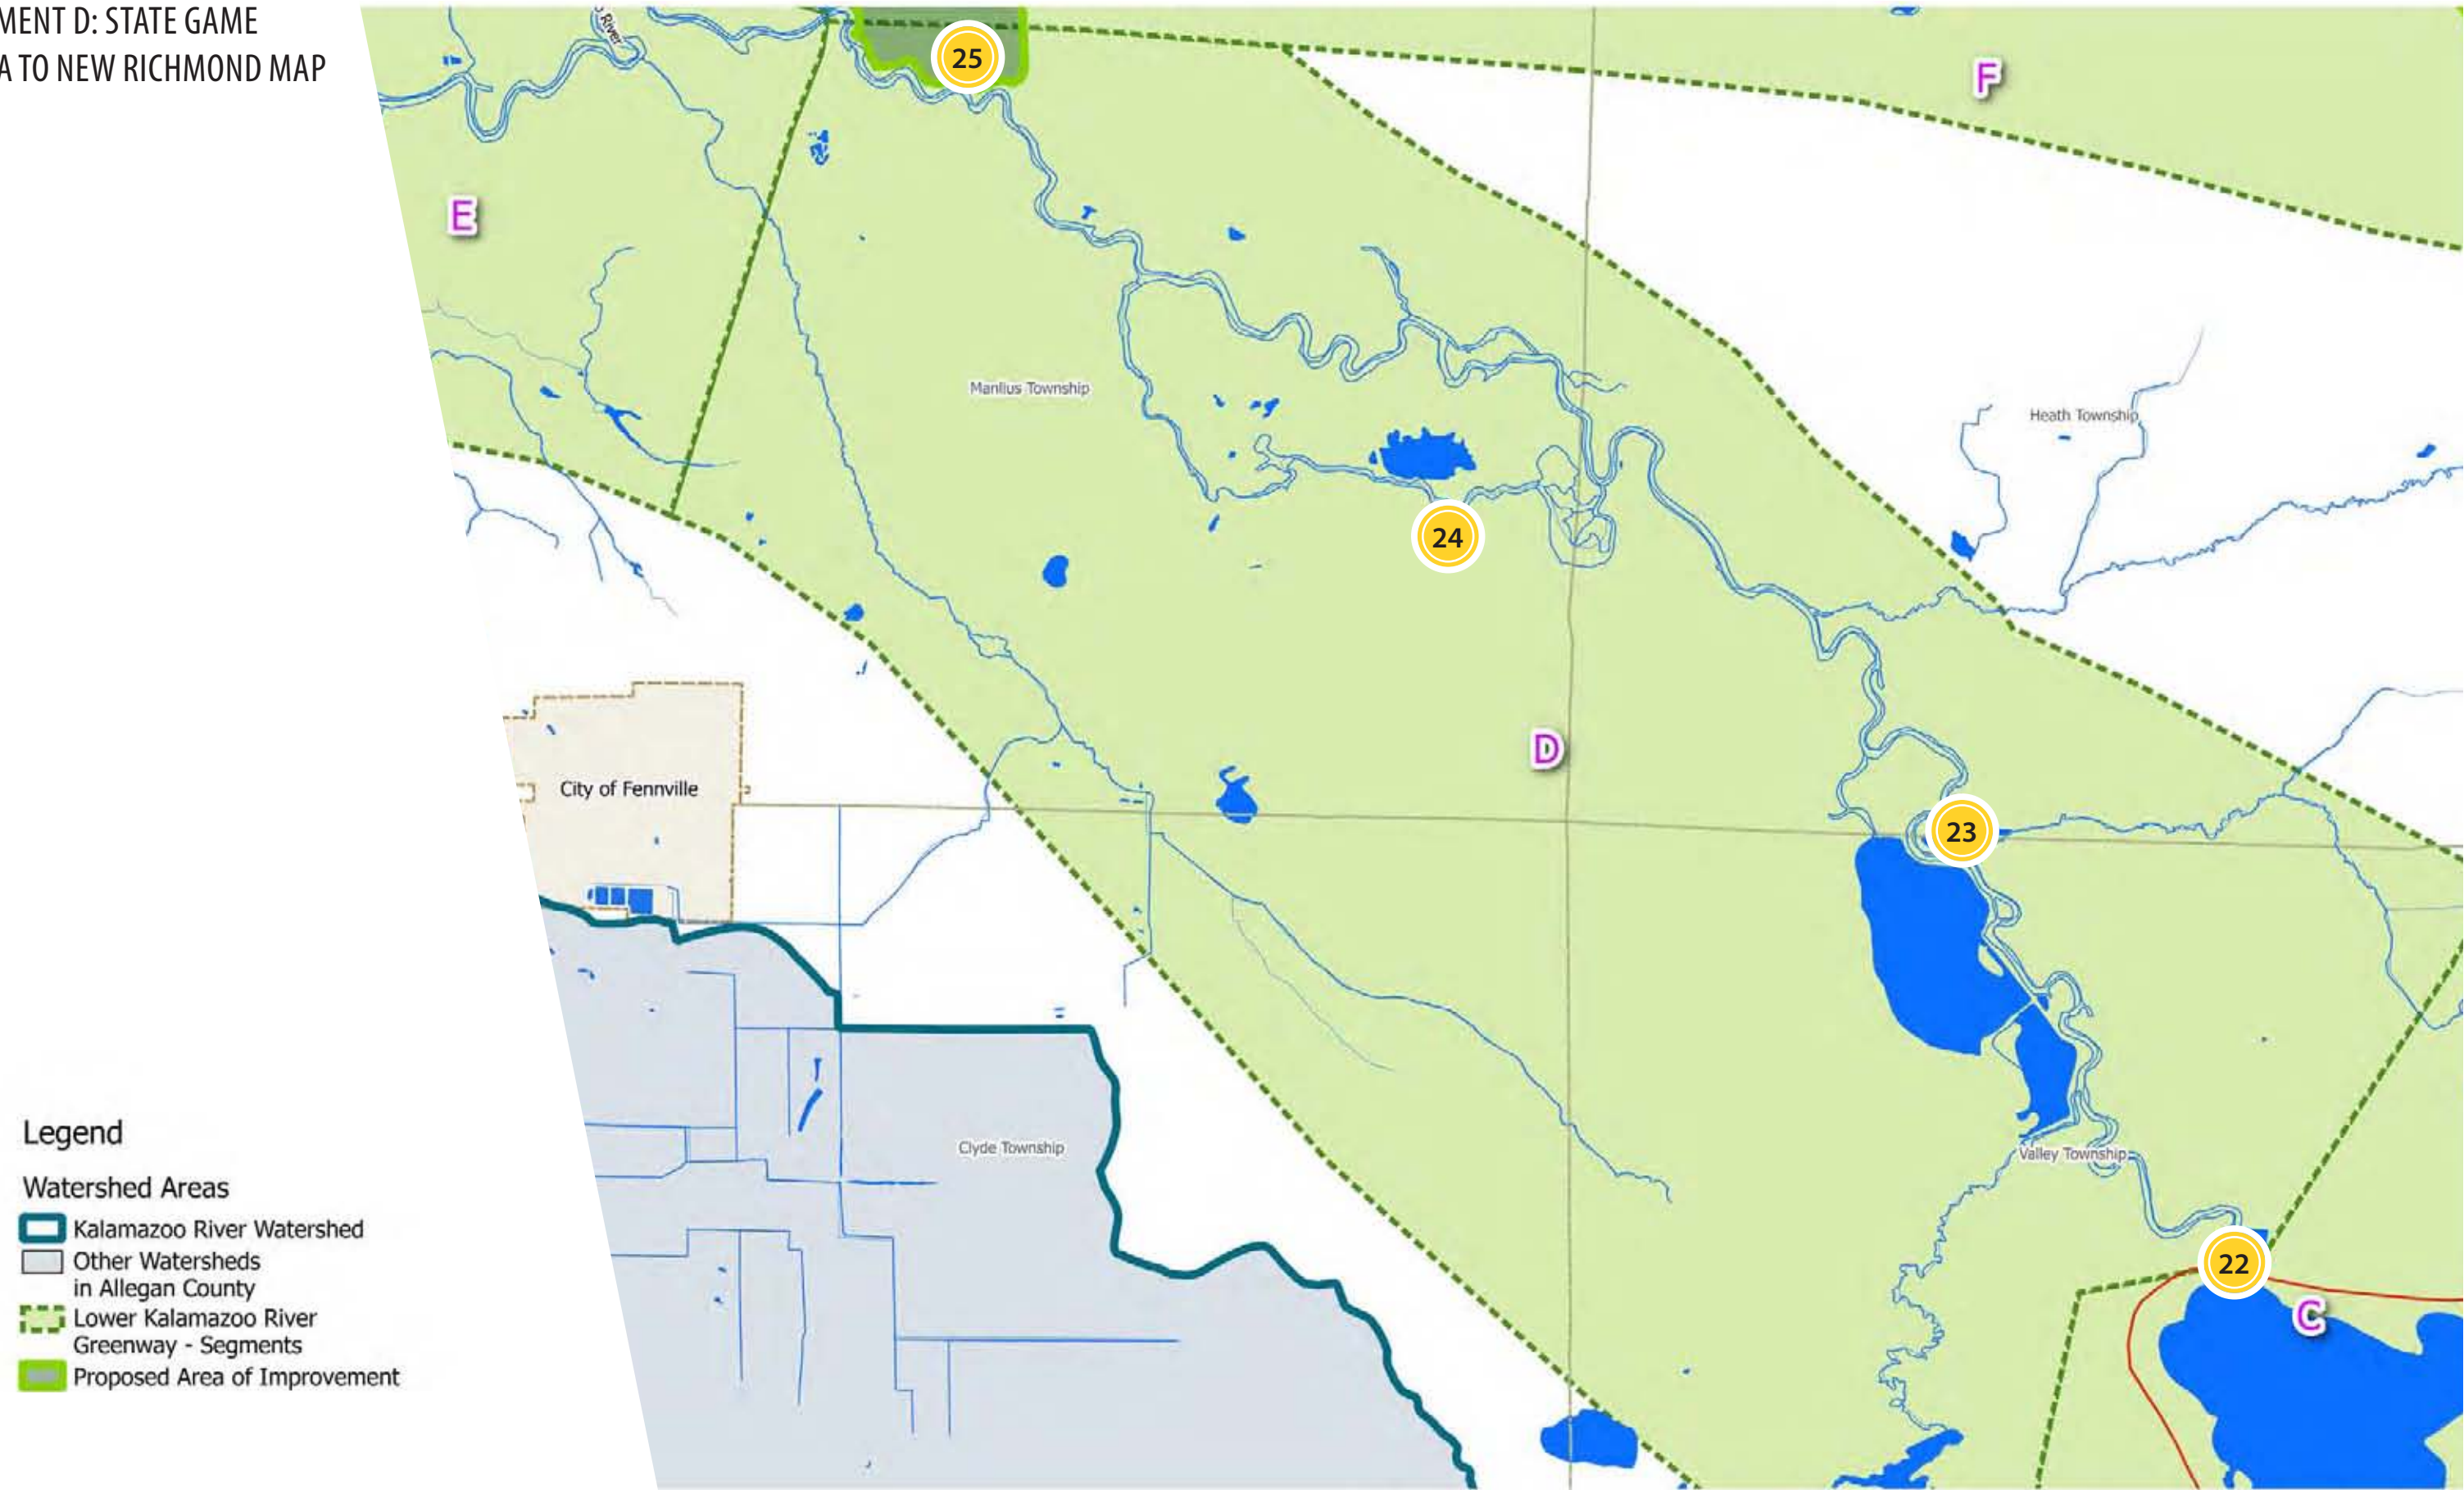 MENT D: STATE GAME
A TO NEW RICHMOND MAP
River
25
F
E
Manlius Township
Heath Township
24
D
City of Fennville
23
Clyde Township
Valley Township
22
C
Legend
Watershed Areas
Kalamazoo River Watershed
Other Watersheds
in Allegan County
Lower Kalamazoo River
Greenway - Segments
Proposed Area of Improvement